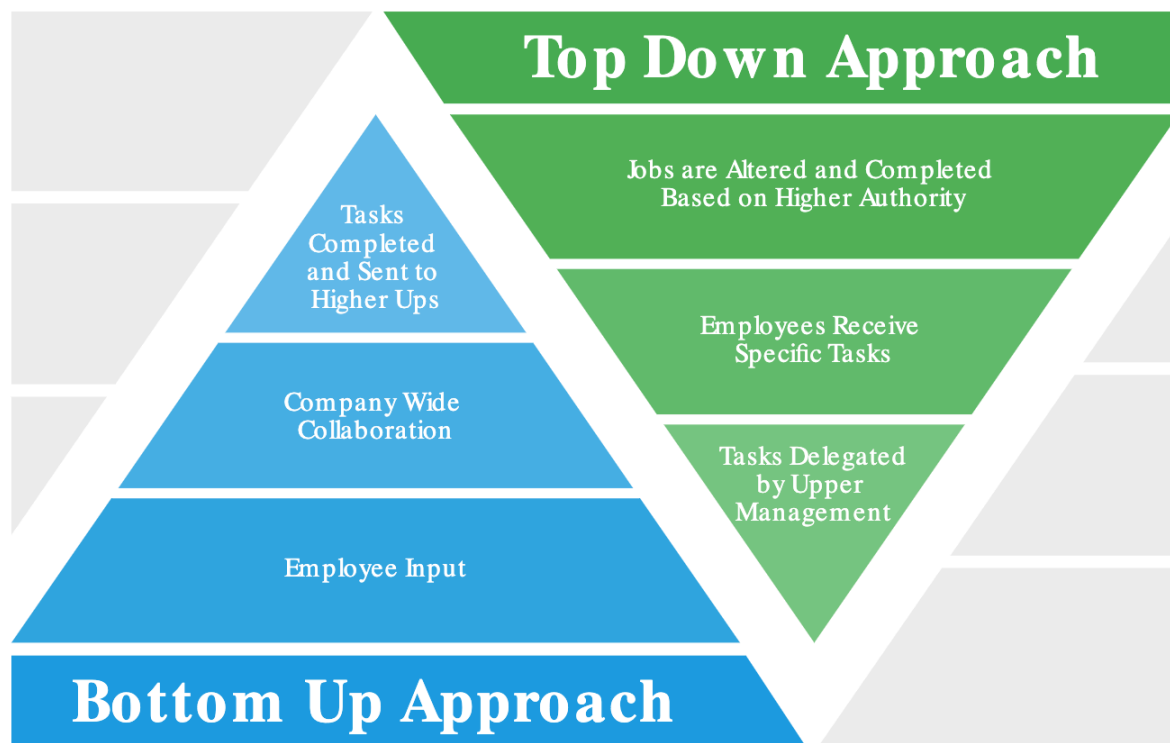 Top Down Approach
Jobs are Altered and Completed
Based on Higher Authority
Employees Receive
Specific Tasks
Tasks Delegated
by Upper
Management
Tasks
Completed
and Sent to
Higher Ups
Company Wide
Collaboration
Employee Input
Bottom Up Approach